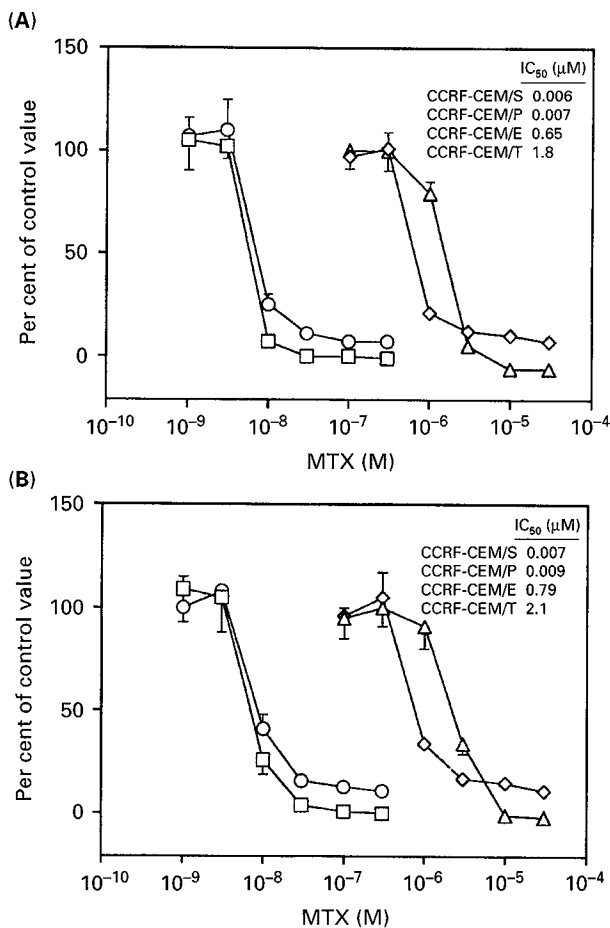 (A)
150
100
50
0
Per cent of control value
IC50 (μM)
CCRF-CEM/S 0.006
CCRF-CEM/P 0.007
CCRF-CEM/E 0.65
CCRF-CEM/T 1.8
10⁻¹⁰ 10⁻⁹ 10⁻⁸ 10⁻⁷ 10⁻⁶ 10⁻⁵ 10⁻⁴
MTX (M)
(B)
150
100
50
0
Per cent of control value
IC50 (μM)
CCRF-CEM/S 0.007
CCRF-CEM/P 0.009
CCRF-CEM/E 0.79
CCRF-CEM/T 2.1
10⁻¹⁰ 10⁻⁹ 10⁻⁸ 10⁻⁷ 10⁻⁶ 10⁻⁵ 10⁻⁴
MTX (M)